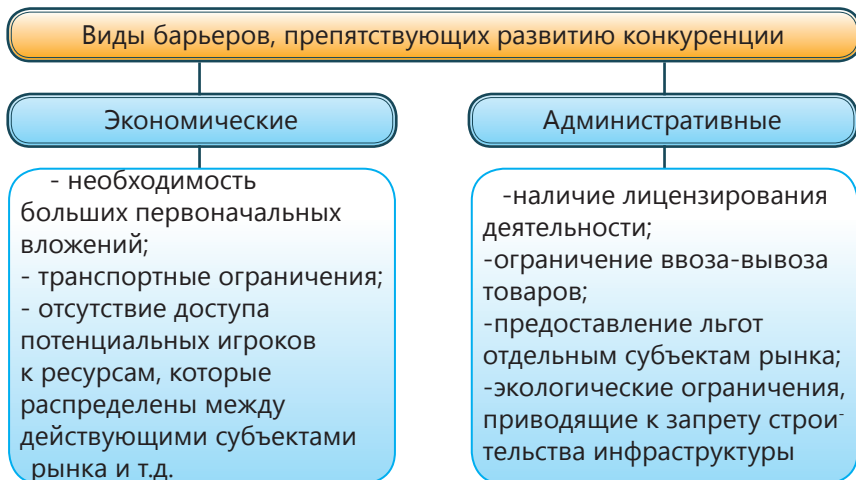 Виды барьеров, препятствующих развитию конкуренции
Экономические
- необходимость
больших первоначальных
вложений;
- транспортные ограничения;
- отсутствие доступа
потенциальных игроков
к ресурсам, которые
распределены между
действующими субъектами
рынка и т.д.
Административные
-наличие лицензирования
деятельности;
-ограничение ввоза-вывоза
товаров;
-предоставление льгот
отдельным субъектам рынка;
-экологические ограничения,
приводящие к запрету строи-
тельства инфраструктуры